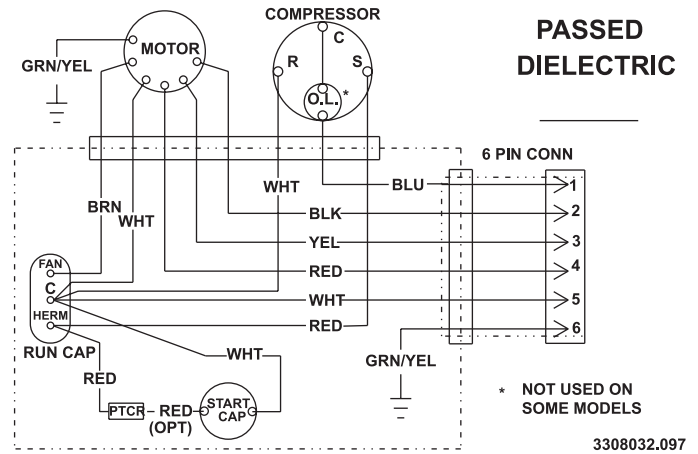 COMPRESSOR
PASSED
DIELECTRIC
MOTOR
C
GRN/YEL
R
S
O.L.
*
6 PIN CONN
WHT
BLU
1
BRN
WHT
BLK
2
YEL
3
FAN
RED
4
C
WHT
5
HERM
RED
6
RUN CAP
WHT
GRN/YEL
RED
PTCR
RED
(OPT)
START
CAP
* NOT USED ON
SOME MODELS
3308032.097